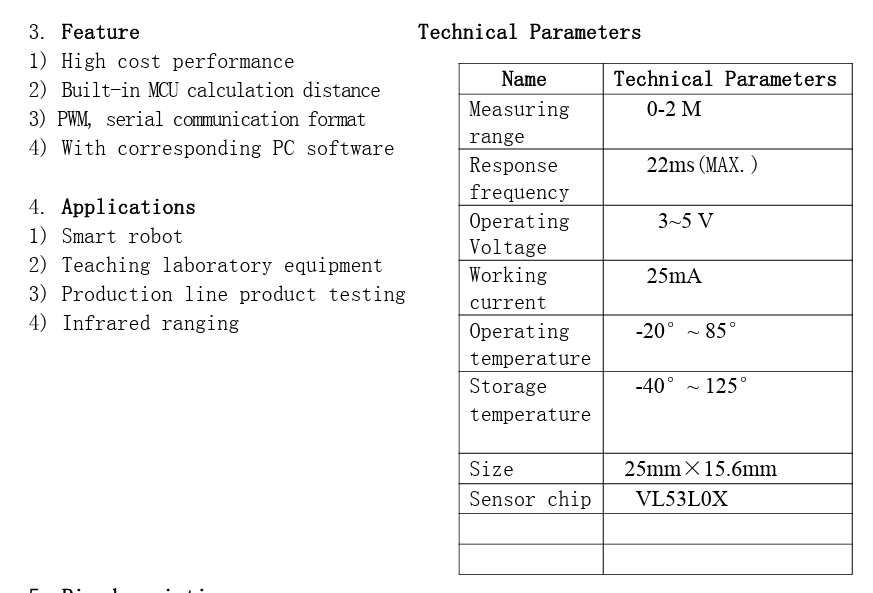 3. Feature
1) High cost performance
2) Built-in MCU calculation distance
3) PWM, serial communication format
4) With corresponding PC software
4. Applications
1) Smart robot
2) Teaching laboratory equipment
3) Production line product testing
4) Infrared ranging
Technical Parameters
Name Technical Parameters
Measuring 0-2 M
range
Response 22ms(MAX.)
frequency
Operating 3~5 V
Voltage
Working 25mA
current
Operating -20° ~ 85°
temperature
Storage -40° ~ 125°
temperature
Size 25mm×15.6mm
Sensor chip VL53L0X